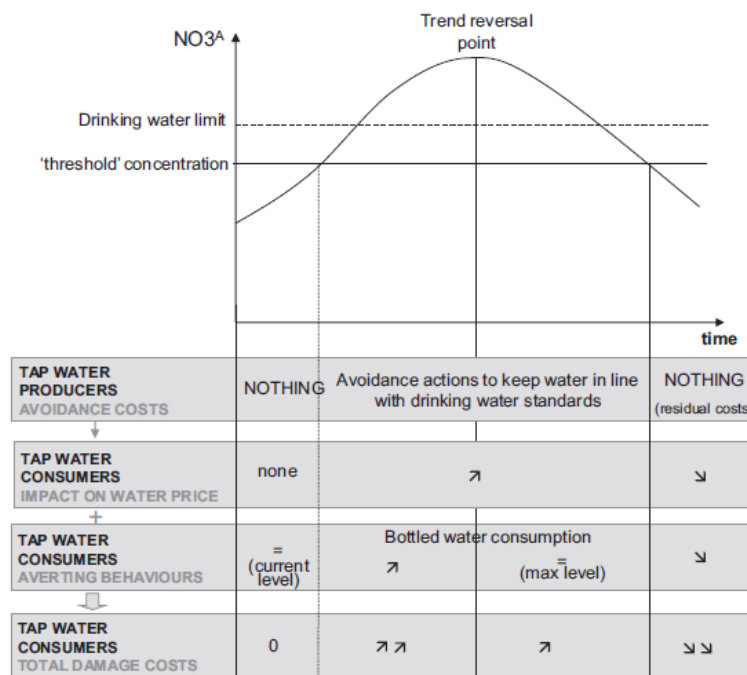 Trend reversal
point
NO3ᴬ
Drinking water limit
'threshold' concentration
time
TAP WATER
PRODUCERS
AVOIDANCE COSTS
NOTHING
Avoidance actions to keep water in line
with drinking water standards
NOTHING
(residual costs
TAP WATER
CONSUMERS
IMPACT ON WATER PRICE
none
↗
↘
+
TAP WATER
CONSUMERS
AVERTING BEHAVIOURS
=
(current
level)
Bottled water consumption
↗
=
(max level)
↘
TAP WATER
CONSUMERS
TOTAL DAMAGE COSTS
0
↗ ↗
↗
↘ ↘